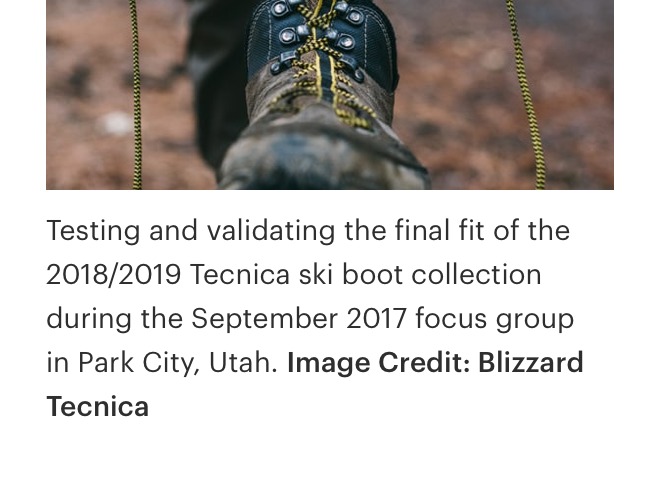 Testing and validating the final fit of the
2018/2019 Tecnica ski boot collection
during the September 2017 focus group
in Park City, Utah. Image Credit: Blizzard
Tecnica